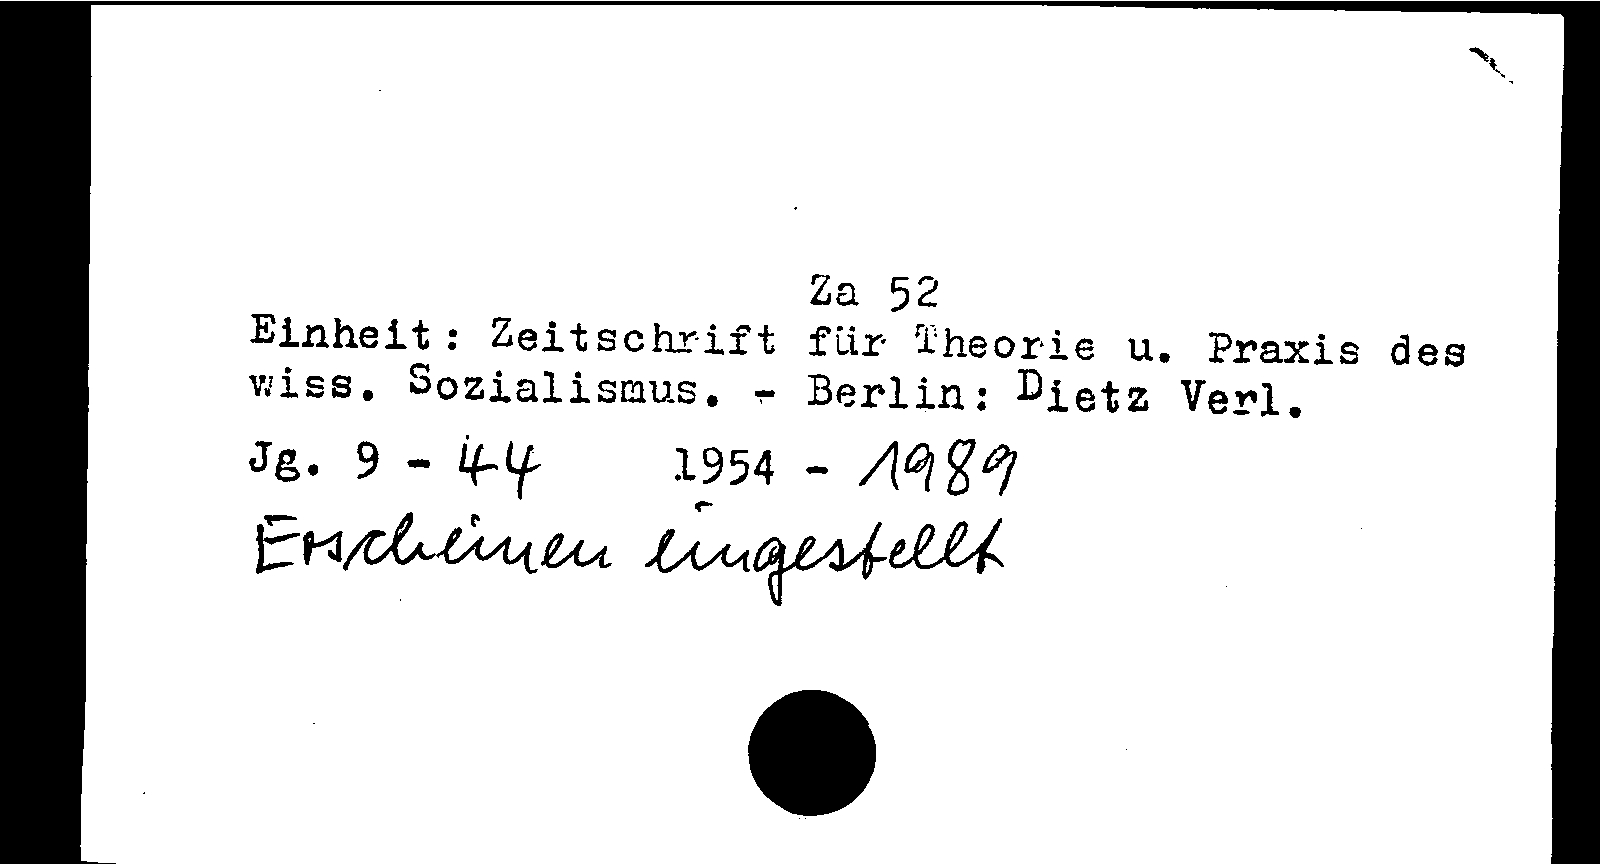 Za 52
Einheit: Zeitschrift für Theorie u. Praxis des
wiss. Sozialismus. - Berlin: Dietz Verl.
Jg. 9 - 44 1954 - 1989
Erscheinen eingestellt